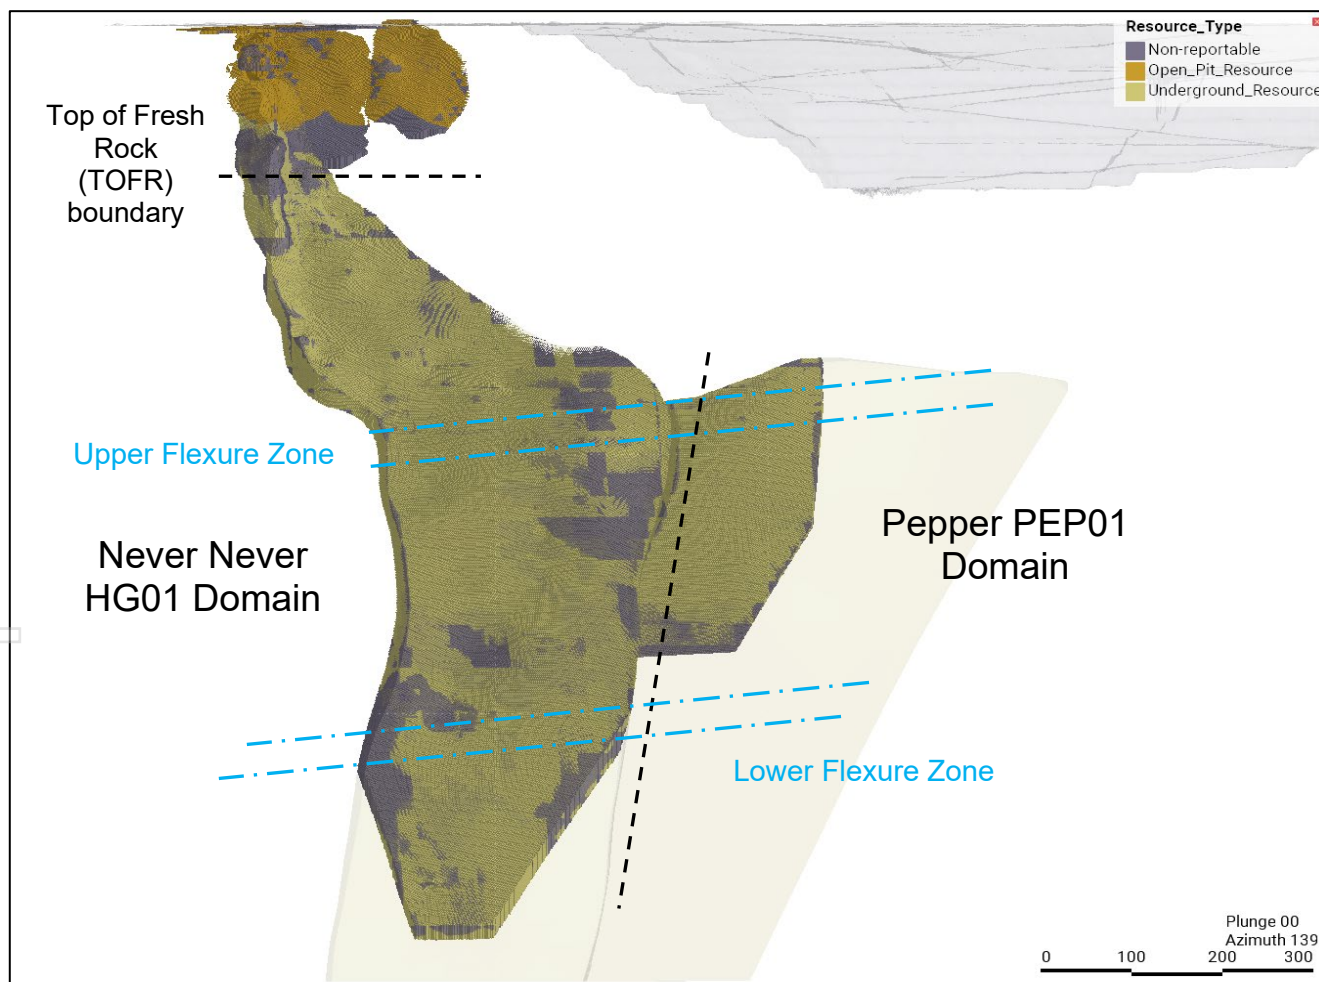 Resource_Type
Non-reportable
Open_Pit_Resource
Underground_Resource
Top of Fresh
Rock
(TOFR)
boundary
Upper Flexure Zone
Never Never
HG01 Domain
Pepper PEP01
Domain
Lower Flexure Zone
Plunge 00
Azimuth 139
0 100 200 300